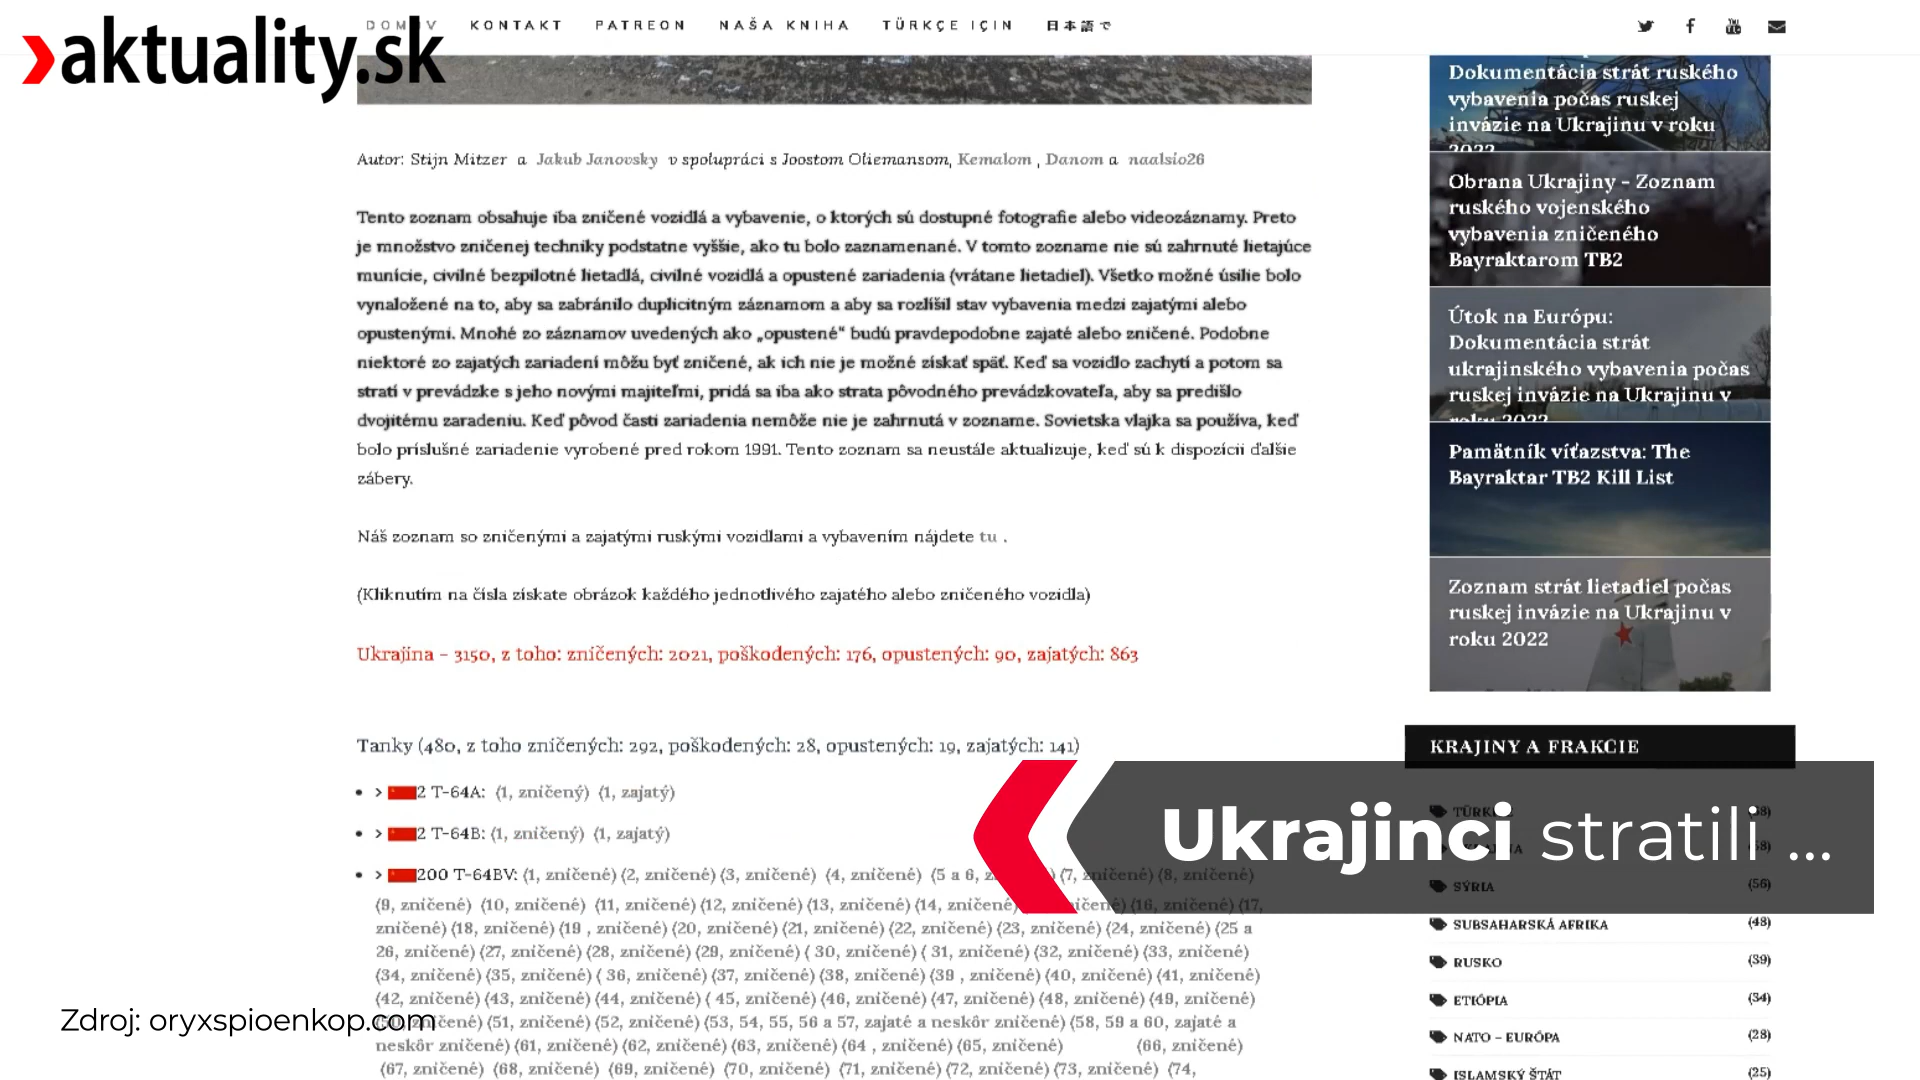 aktuality.sk
KONTAKT PATREON NAŠA KNIHA TÜRKÇE IÇIN 日本語で
Autor: Stijn Mitzer a Jakub Janovsky v spolupráci s Joostom Oliemansom, Kemalom , Danom a naalsio26
Tento zoznam obsahuje iba zničené vozidlá a vybavenie, o ktorých sú dostupné fotografie alebo videozáznamy. Preto
je množstvo zničenej techniky podstatne vyššie, ako tu bolo zaznamenané. V tomto zozname nie sú zahrnuté lietajúce
munície, civilné bezpilotné lietadlá, civilné vozidlá a opustené zariadenia (vrátane lietadiel). Všetko možné úsilie bolo
vynaložené na to, aby sa zabránilo duplicitným záznamom a aby sa rozlíšil stav vybavenia medzi zajatými alebo
opustenými. Mnohé zo záznamov uvedených ako „opustené“ budú pravdepodobne zajaté alebo zničené. Podobne
niektoré zo zajatých zariadení môžu byť zničené, ak ich nie je možné získať späť. Keď sa vozidlo zachytí a potom sa
stratí v prevádzke s jeho novými majiteľmi, pridá sa iba ako strata pôvodného prevádzkovateľa, aby sa predišlo
dvojitému zaradeniu. Keď pôvod časti zariadenia nemôže nie je zahrnutá v zozname. Sovietska vlajka sa používa, keď
bolo príslušné zariadenie vyrobené pred rokom 1991. Tento zoznam sa neustále aktualizuje, keď sú k dispozícii ďalšie
zábery.
Náš zoznam so zničenými a zajatými ruskými vozidlami a vybavením nájdete tu .
(Kliknutím na čísla získate obrázok každého jednotlivého zajatého alebo zničeného vozidla)
Ukrajina - 3150, z toho: zničených: 2021, poškodených: 176, opustených: 90, zajatých: 863
Tanky (480, z toho zničených: 292, poškodených: 28, opustených: 19, zajatých: 141)
• > 2 T-64A: (1, zničený) (1, zajatý)
• > 2 T-64B: (1, zničený) (1, zajatý)
• > 200 T-64BV: (1, zničené) (2, zničené) (3, zničené) (4, zničené) (5 a 6, (7, zničené) (8, zničené)
(9, zničené) (10, zničené) (11, zničené) (12, zničené) (13, zničené) (14, zničené) (16, zničené) (17,
zničené) (18, zničené) (19 , zničené) (20, zničené) (21, zničené) (22, zničené) (23, zničené) (24, zničené) (25 a
26, zničené) (27, zničené) (28, zničené) (29, zničené) ( 30, zničené) ( 31, zničené) (32, zničené) (33, zničené)
(34, zničené) (35, zničené) ( 36, zničené) (37, zničené) (38, zničené) (39 , zničené) (40, zničené) (41, zničené)
(42, zničené) (43, zničené) (44, zničené) ( 45, zničené) (46, zničené) (47, zničené) (48, zničené) (49, zničené)
(51, zničené) (52, zničené) (53, 54, 55, 56 a 57, zajaté a neskôr zničené) (58, 59 a 60, zajaté a
neskôr zničené) (61, zničené) (62, zničené) (63, zničené) (64 , zničené) (65, zničené) (66, zničené)
(67, zničené) (68, zničené) (69, zničené) (70, zničené) (71, zničené) (72, zničené) (73, zničené) (74,
Dokumentácia strát ruského
vybavenia počas ruskej
invázie na Ukrajinu v roku
2022
Obrana Ukrajiny - Zoznam
ruského vojenského
vybavenia zničeného
Bayraktarom TB2
Útok na Európu:
Dokumentácia strát
ukrajinského vybavenia počas
ruskej invázie na Ukrajinu v
roku 2022
Pamätník víťazstva: The
Bayraktar TB2 Kill List
Zoznam strát lietadiel počas
ruskej invázie na Ukrajinu v
roku 2022
KRAJINY A FRAKCIE
Ukrajinci stratili ...
SÝRIA (56)
SUBSAHARSKÁ AFRIKA (48)
RUSKO (39)
ETIÓPIA (34)
NATO - EURÓPA (28)
ISLAMSKÝ ŠTÁT (25)
Zdroj: oryxspioenkop.com